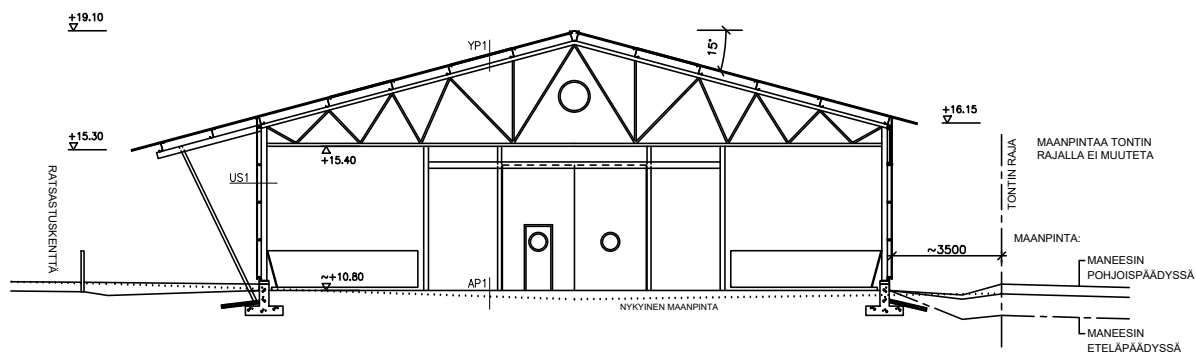 +19.10
YP1
15°
+16.15
+15.30
+15.40
MAANPINTAA TONTIN
RAJALLA EI MUUTETA
TONTIN RAJA
RATSASTUSKENTTÄ
US1
MAANPINTA:
~3500
MANEESIN
POHJOISPÄÄDYSSÄ
~+10.80
AP1
NYKYINEN MAANPINTA
MANEESIN
ETELÄPÄÄDYSSÄ